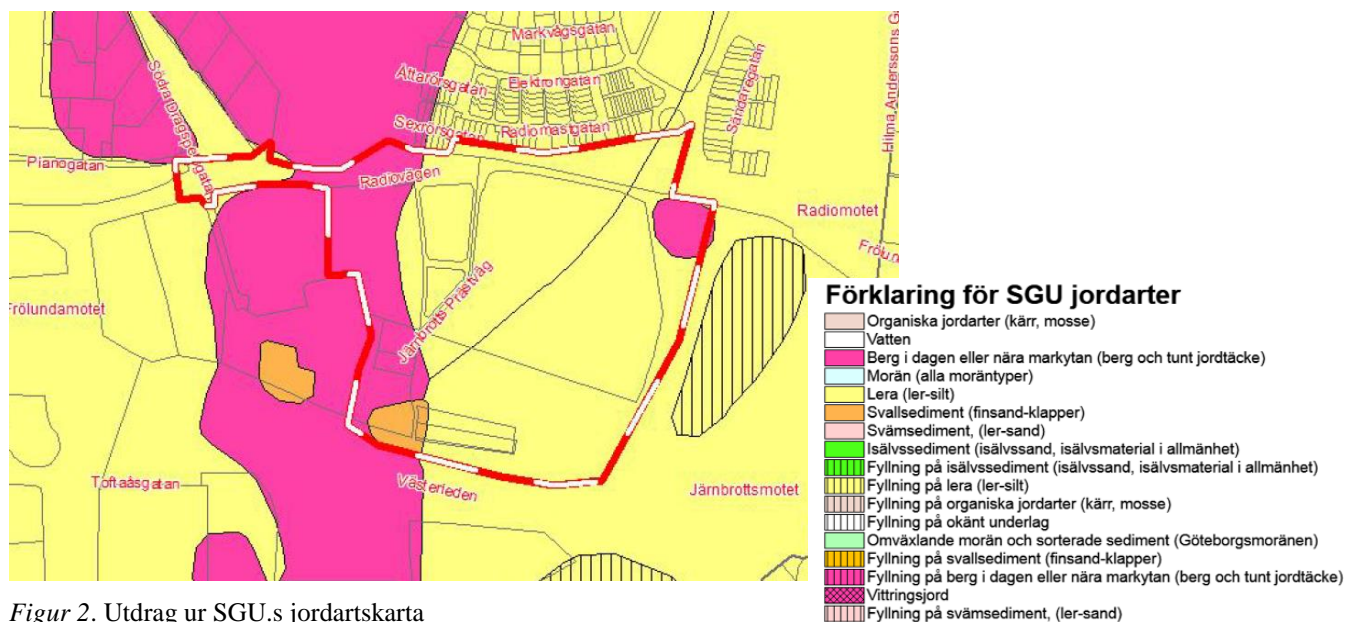 Markvågsgatan
Attarörsgatan
Elektrongatan
Sändaregatan
Hilma Anderssons G
Södra Dragspelsgatan
Sexrörsgatan
Radiomastgatan
Pianogatan
Radiovägen
Radiomotet
Frölun
Frölundamotet
Järnbrotts Prästväg
Toftaåsgatan
Västerleden
Järnbrottsmotet
Förklaring för SGU jordarter
Organiska jordarter (kärr, mosse)
Vatten
Berg i dagen eller nära markytan (berg och tunt jordtäcke)
Morän (alla moräntyper)
Lera (ler-silt)
Svallsediment (finsand-klapper)
Svämsediment, (ler-sand)
Isälvssediment (isälvssand, isälvsmaterial i allmänhet)
Fyllning på isälvssediment (isälvssand, isälvsmaterial i allmänhet)
Fyllning på lera (ler-silt)
Fyllning på organiska jordarter (kärr, mosse)
Fyllning på okänt underlag
Omväxlande morän och sorterade sediment (Göteborgsmoränen)
Fyllning på svallsediment (finsand-klapper)
Fyllning på berg i dagen eller nära markytan (berg och tunt jordtäcke)
Vittringsjord
Fyllning på svämsediment, (ler-sand)
Figur 2. Utdrag ur SGU.s jordartskarta